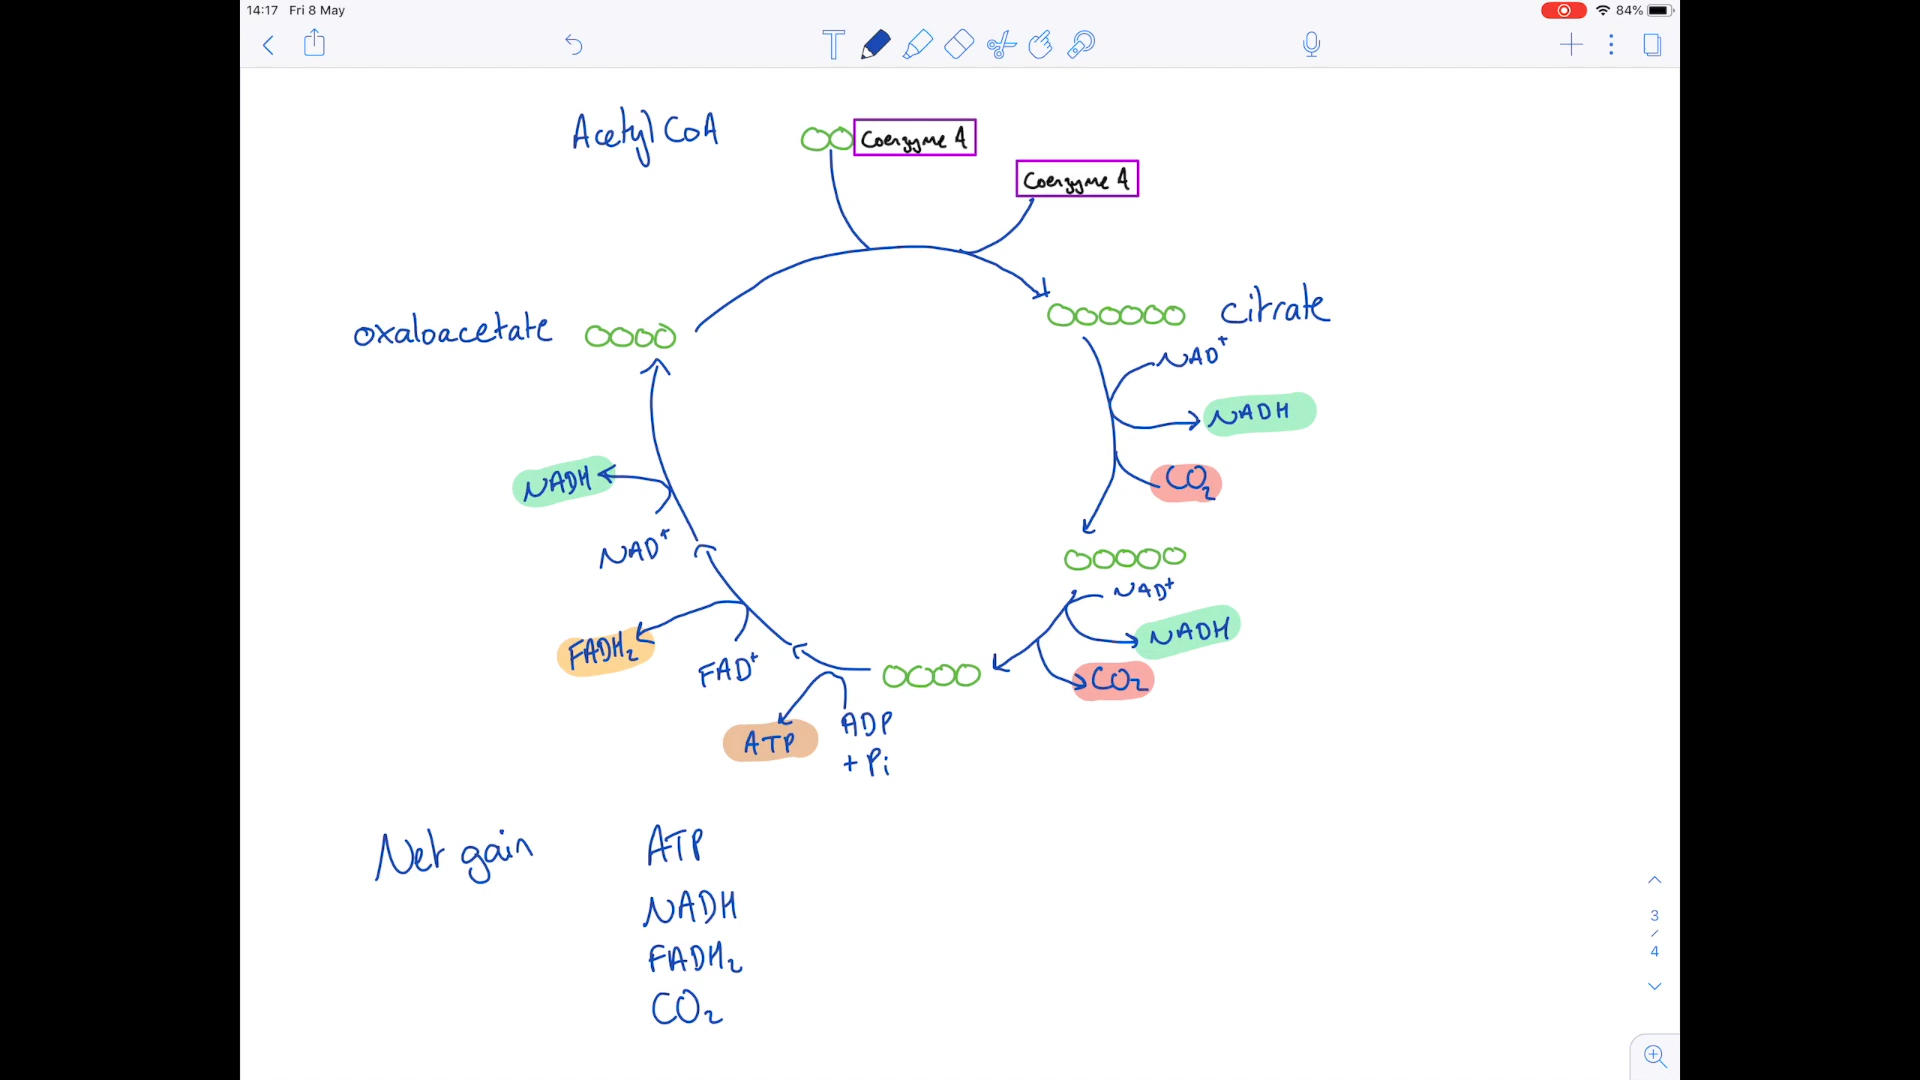 14:17 Fri 8 May
84%
T
Acetyl CoA
Coenzyme A
Coenzyme A
oxaloacetate
citrate
NAD+
NADH
CO2
NADH
NAD+
NAD+
NADH
CO2
FADH2
FAD+
ATP
ADP
+ Pi
Net gain
ATP
NADH
FADH2
CO2
3
/
4